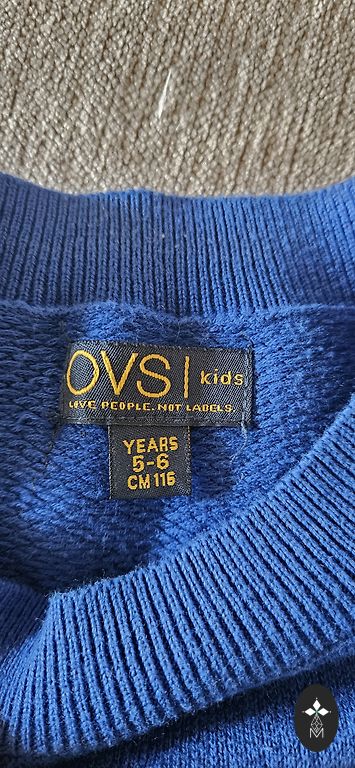 OVS | kids
LOVE PEOPLE. NOT LABELS.
YEARS
5-6
CM 116